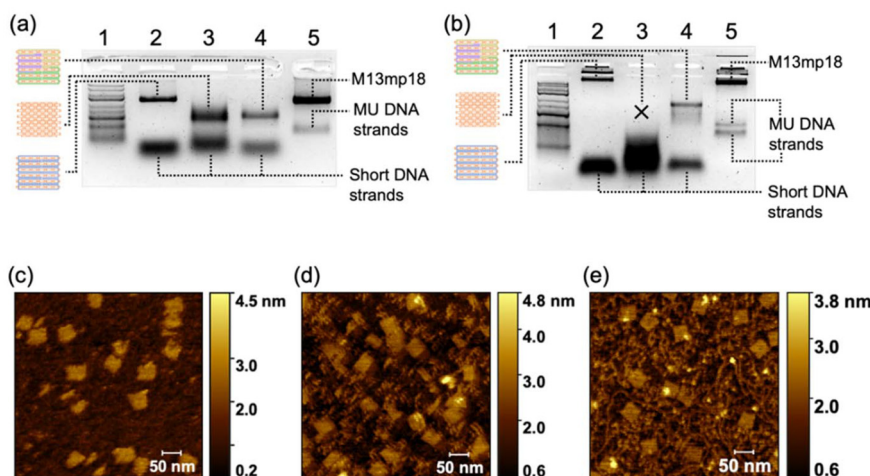 (a)
1 2 3 4 5
M13mp18
MU DNA
strands
Short DNA
strands
(b)
1 2 3 4 5
M13mp18
MU DNA
strands
Short DNA
strands
(c)
50 nm
4.5 nm
3.5
2.0
0.2
(d)
50 nm
4.8 nm
4.0
3.0
2.0
0.6
(e)
50 nm
3.8 nm
3.0
2.0
0.6